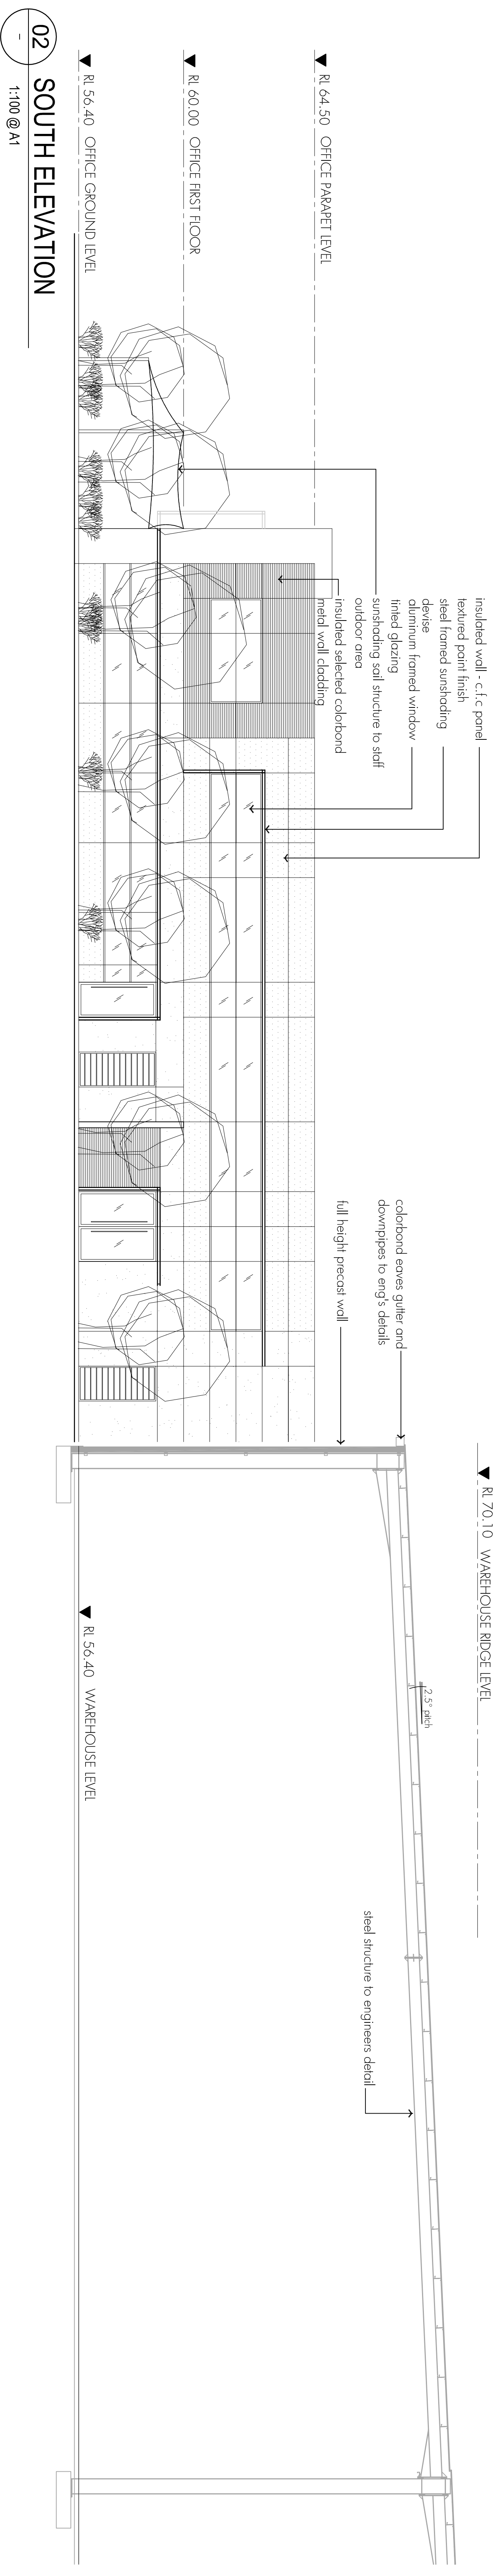 RL 70.10 WAREHOUSE RIDGE LEVEL
insulated wall - c.f.c panel
textured paint finish
steel framed sunshading
devise
aluminum framed window
tinted glazing
sunshading sail structure to staff
outdoor area
insulated selected colorbond
metal wall cladding
colorbond eaves gutter and
downpipes to eng's details
full height precast wall
2.5° pitch
steel structure to engineers detail
RL 64.50 OFFICE PARAPET LEVEL
RL 60.00 OFFICE FIRST FLOOR
RL 56.40 OFFICE GROUND LEVEL
RL 56.40 WAREHOUSE LEVEL
02
-
SOUTH ELEVATION
1:100 @ A1